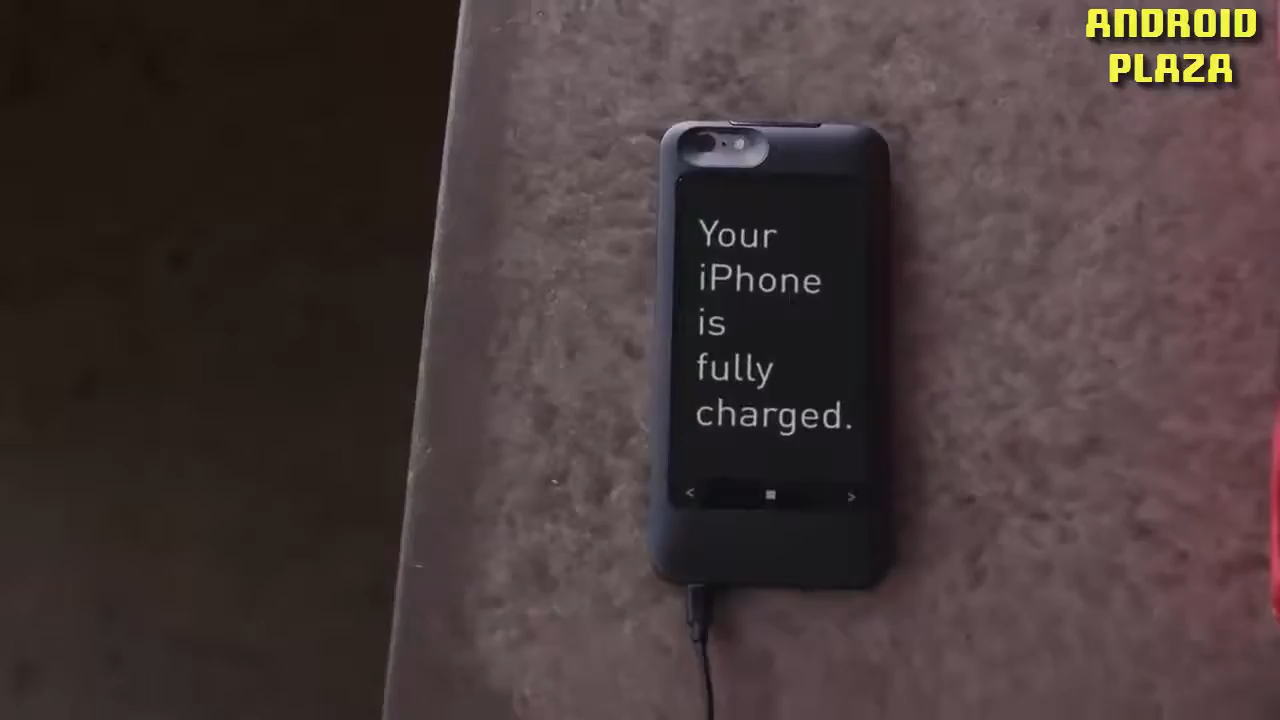 ANDROID
PLAZA
Your
iPhone
is
fully
charged.
< >